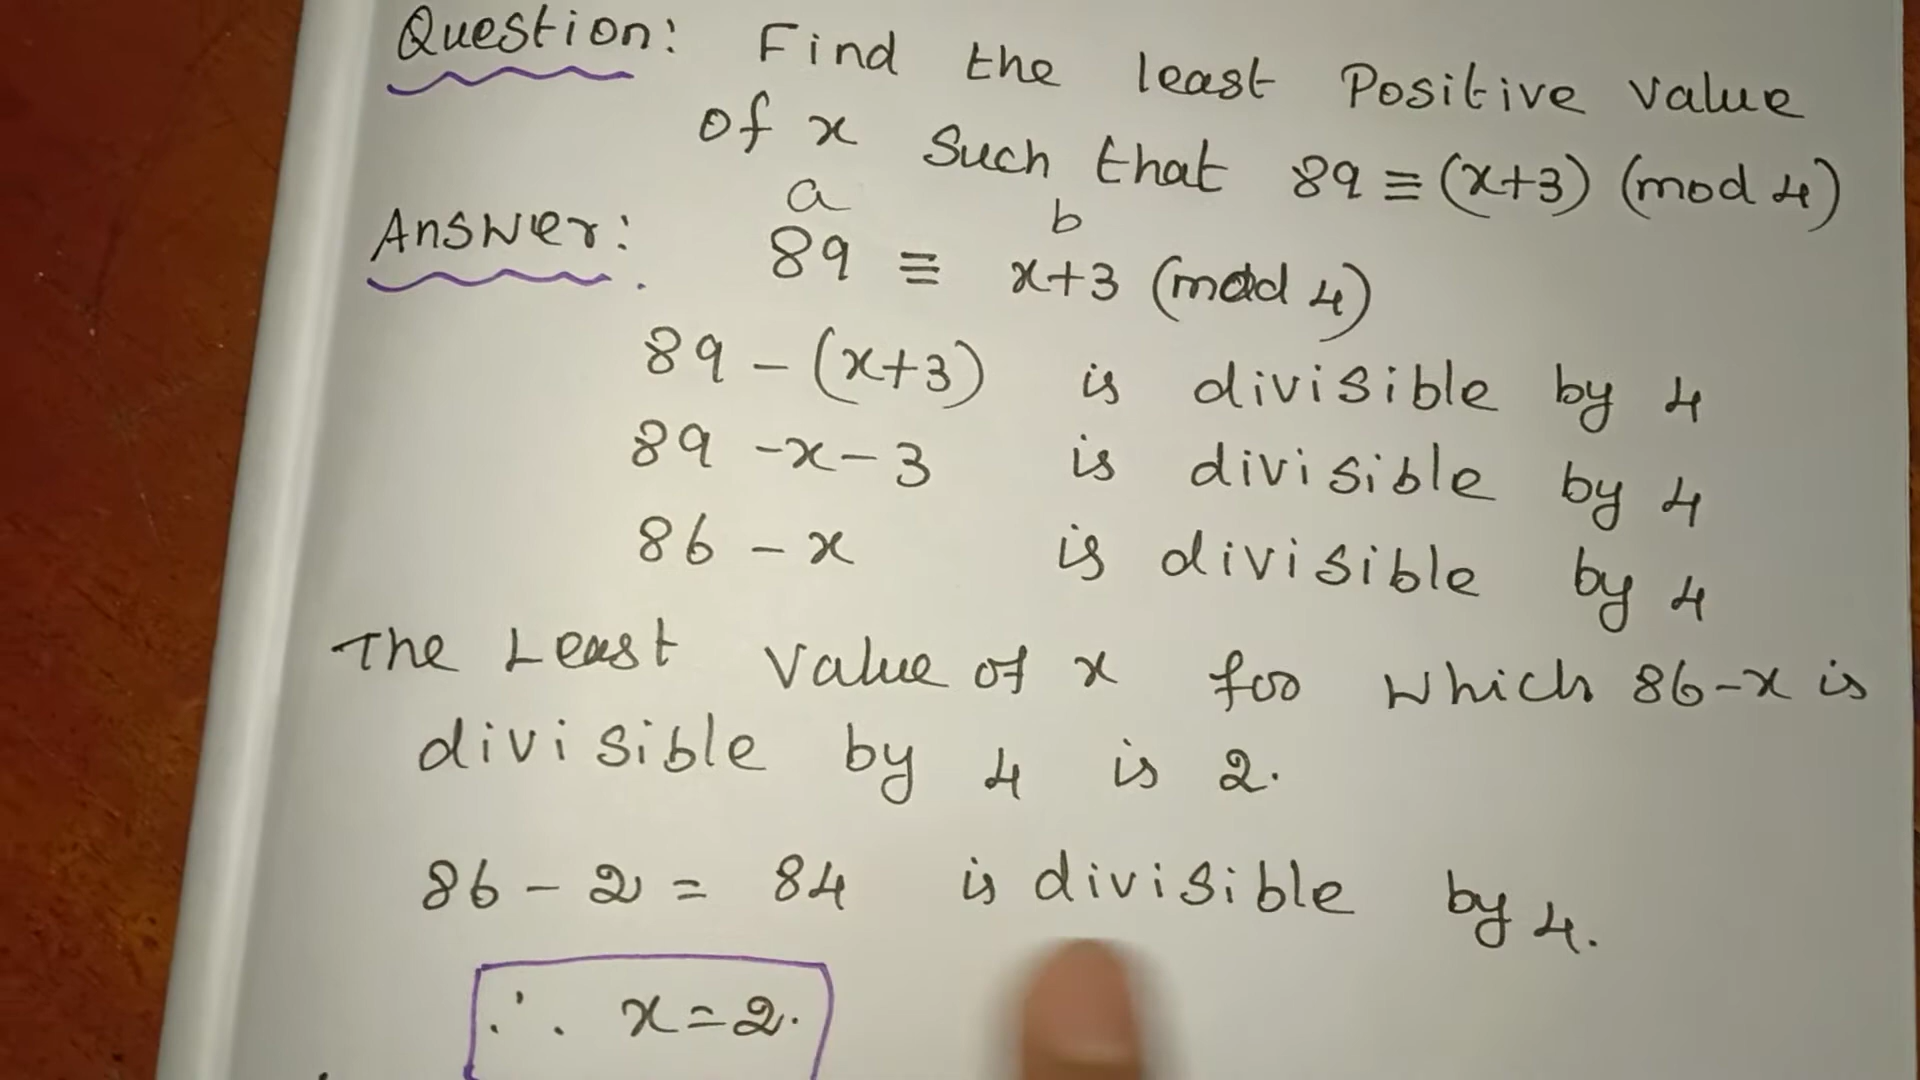 Question: Find the least Positive value
of x Such that 89 ≡ (x+3) (mod 4)
a b
Answer: 89 ≡ x+3 (mod 4)
89 - (x+3) is divisible by 4
89 -x-3 is divisible by 4
86 - x is divisible by 4
The Least Value of x for which 86-x is
divisible by 4 is 2.
86 - 2 = 84 is divisible by 4.
∴ x=2.